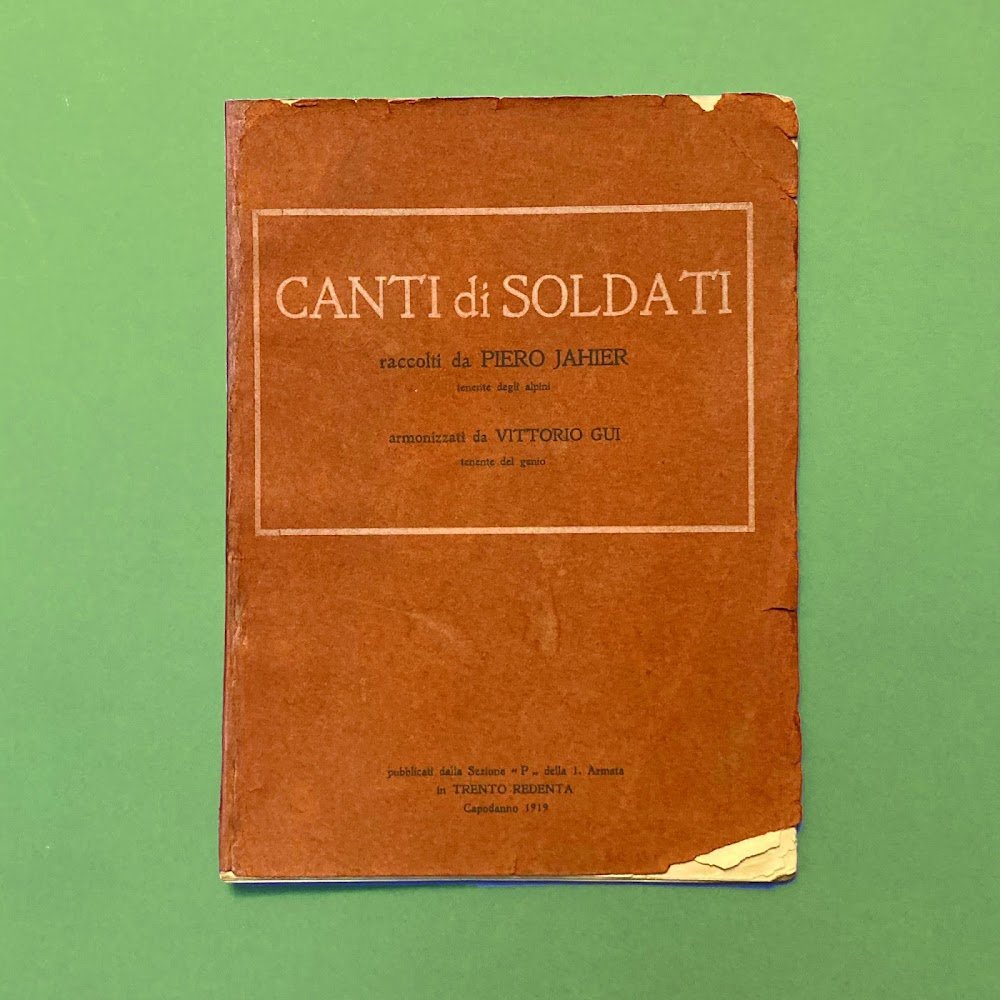 CANTI di SOLDATI
raccolti da PIERO JAHIER
tenente degli alpini
armonizzati da VITTORIO GUI
tenente del genio
pubblicati dalla Sezione “ P „ della 1. Armata
in TRENTO REDENTA
Capodanno 1919